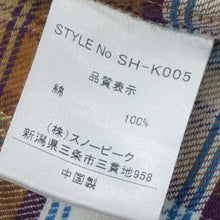 STYLE No SH-K005
品質表示
綿 100%
(株)スノーピーク
新潟県三条市三貫地958
中国製